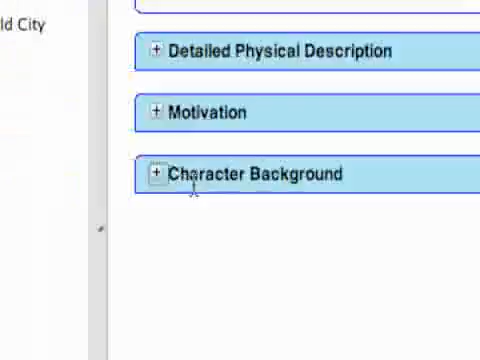 ld City
Detailed Physical Description
Motivation
Character Background